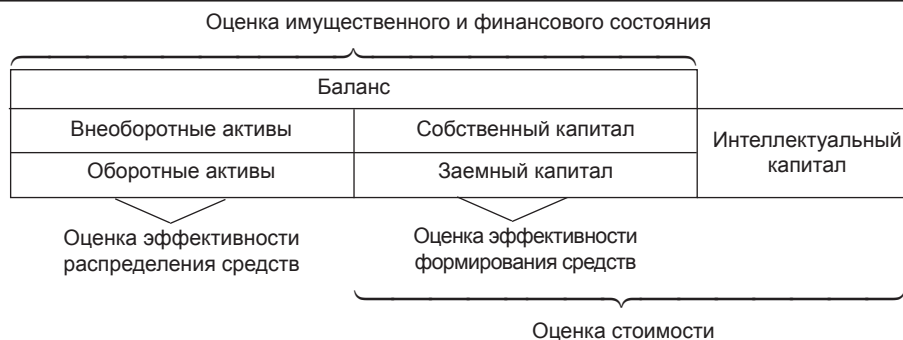 Оценка имущественного и финансового состояния
Баланс
Внеоборотные активы
Собственный капитал
Интеллектуальный
капитал
Оборотные активы
Заемный капитал
Оценка эффективности
распределения средств
Оценка эффективности
формирования средств
Оценка стоимости